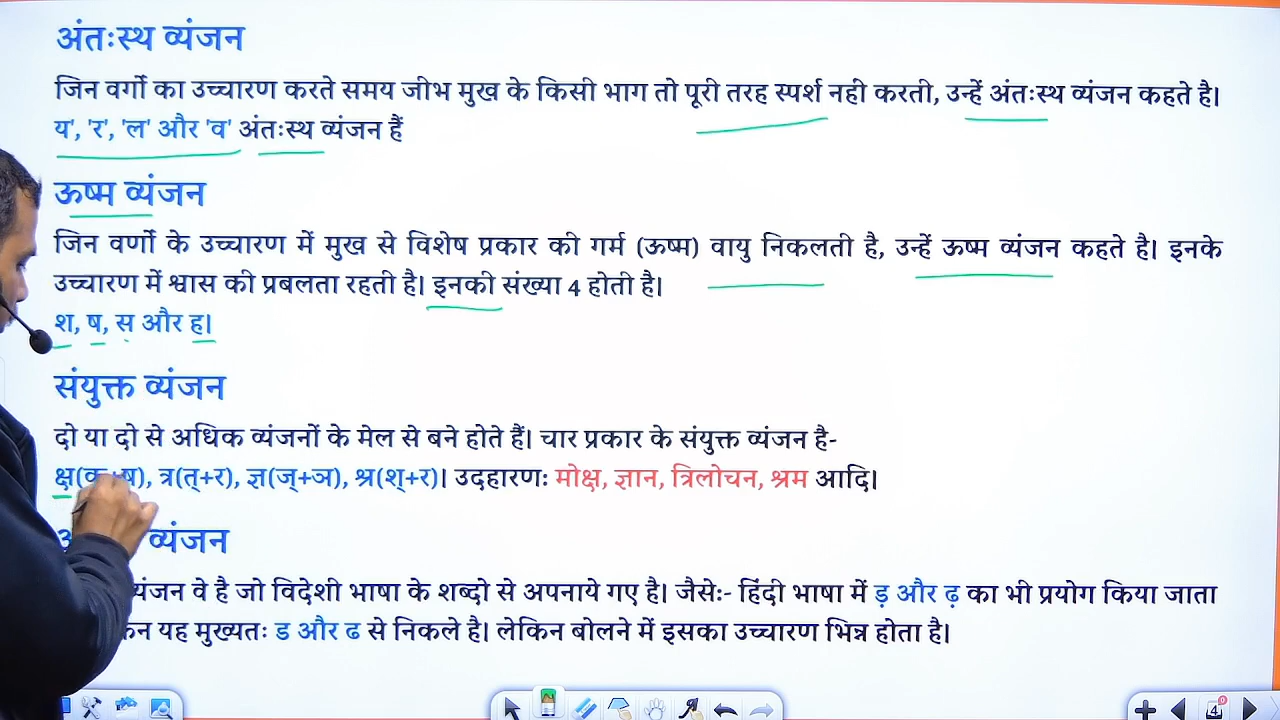 अंतःस्थ व्यंजन
जिन वर्गों का उच्चारण करते समय जीभ मुख के किसी भाग तो पूरी तरह स्पर्श नही करती, उन्हें अंतःस्थ व्यंजन कहते है।
य', 'र', 'ल' और 'व' अंतःस्थ व्यंजन हैं
ऊष्म व्यंजन
जिन वर्णों के उच्चारण में मुख से विशेष प्रकार की गर्म (ऊष्म) वायु निकलती है, उन्हें ऊष्म व्यंजन कहते है। इनके
उच्चारण में श्वास की प्रबलता रहती है। इनकी संख्या 4 होती है।
श, ष, स और ह।
संयुक्त व्यंजन
दो या दो से अधिक व्यंजनों के मेल से बने होते हैं। चार प्रकार के संयुक्त व्यंजन है-
क्ष(क्+ष), त्र(त्+र), ज्ञ(ज्+ञ), श्र(श्+र)। उदहारणः मोक्ष, ज्ञान, त्रिलोचन, श्रम आदि।
व्यंजन
वे है जो विदेशी भाषा के शब्दो से अपनाये गए है। जैसेः- हिंदी भाषा में ड़ और ढ़ का भी प्रयोग किया जाता
यह मुख्यतः ड और ढ से निकले है। लेकिन बोलने में इसका उच्चारण भिन्न होता है।
4